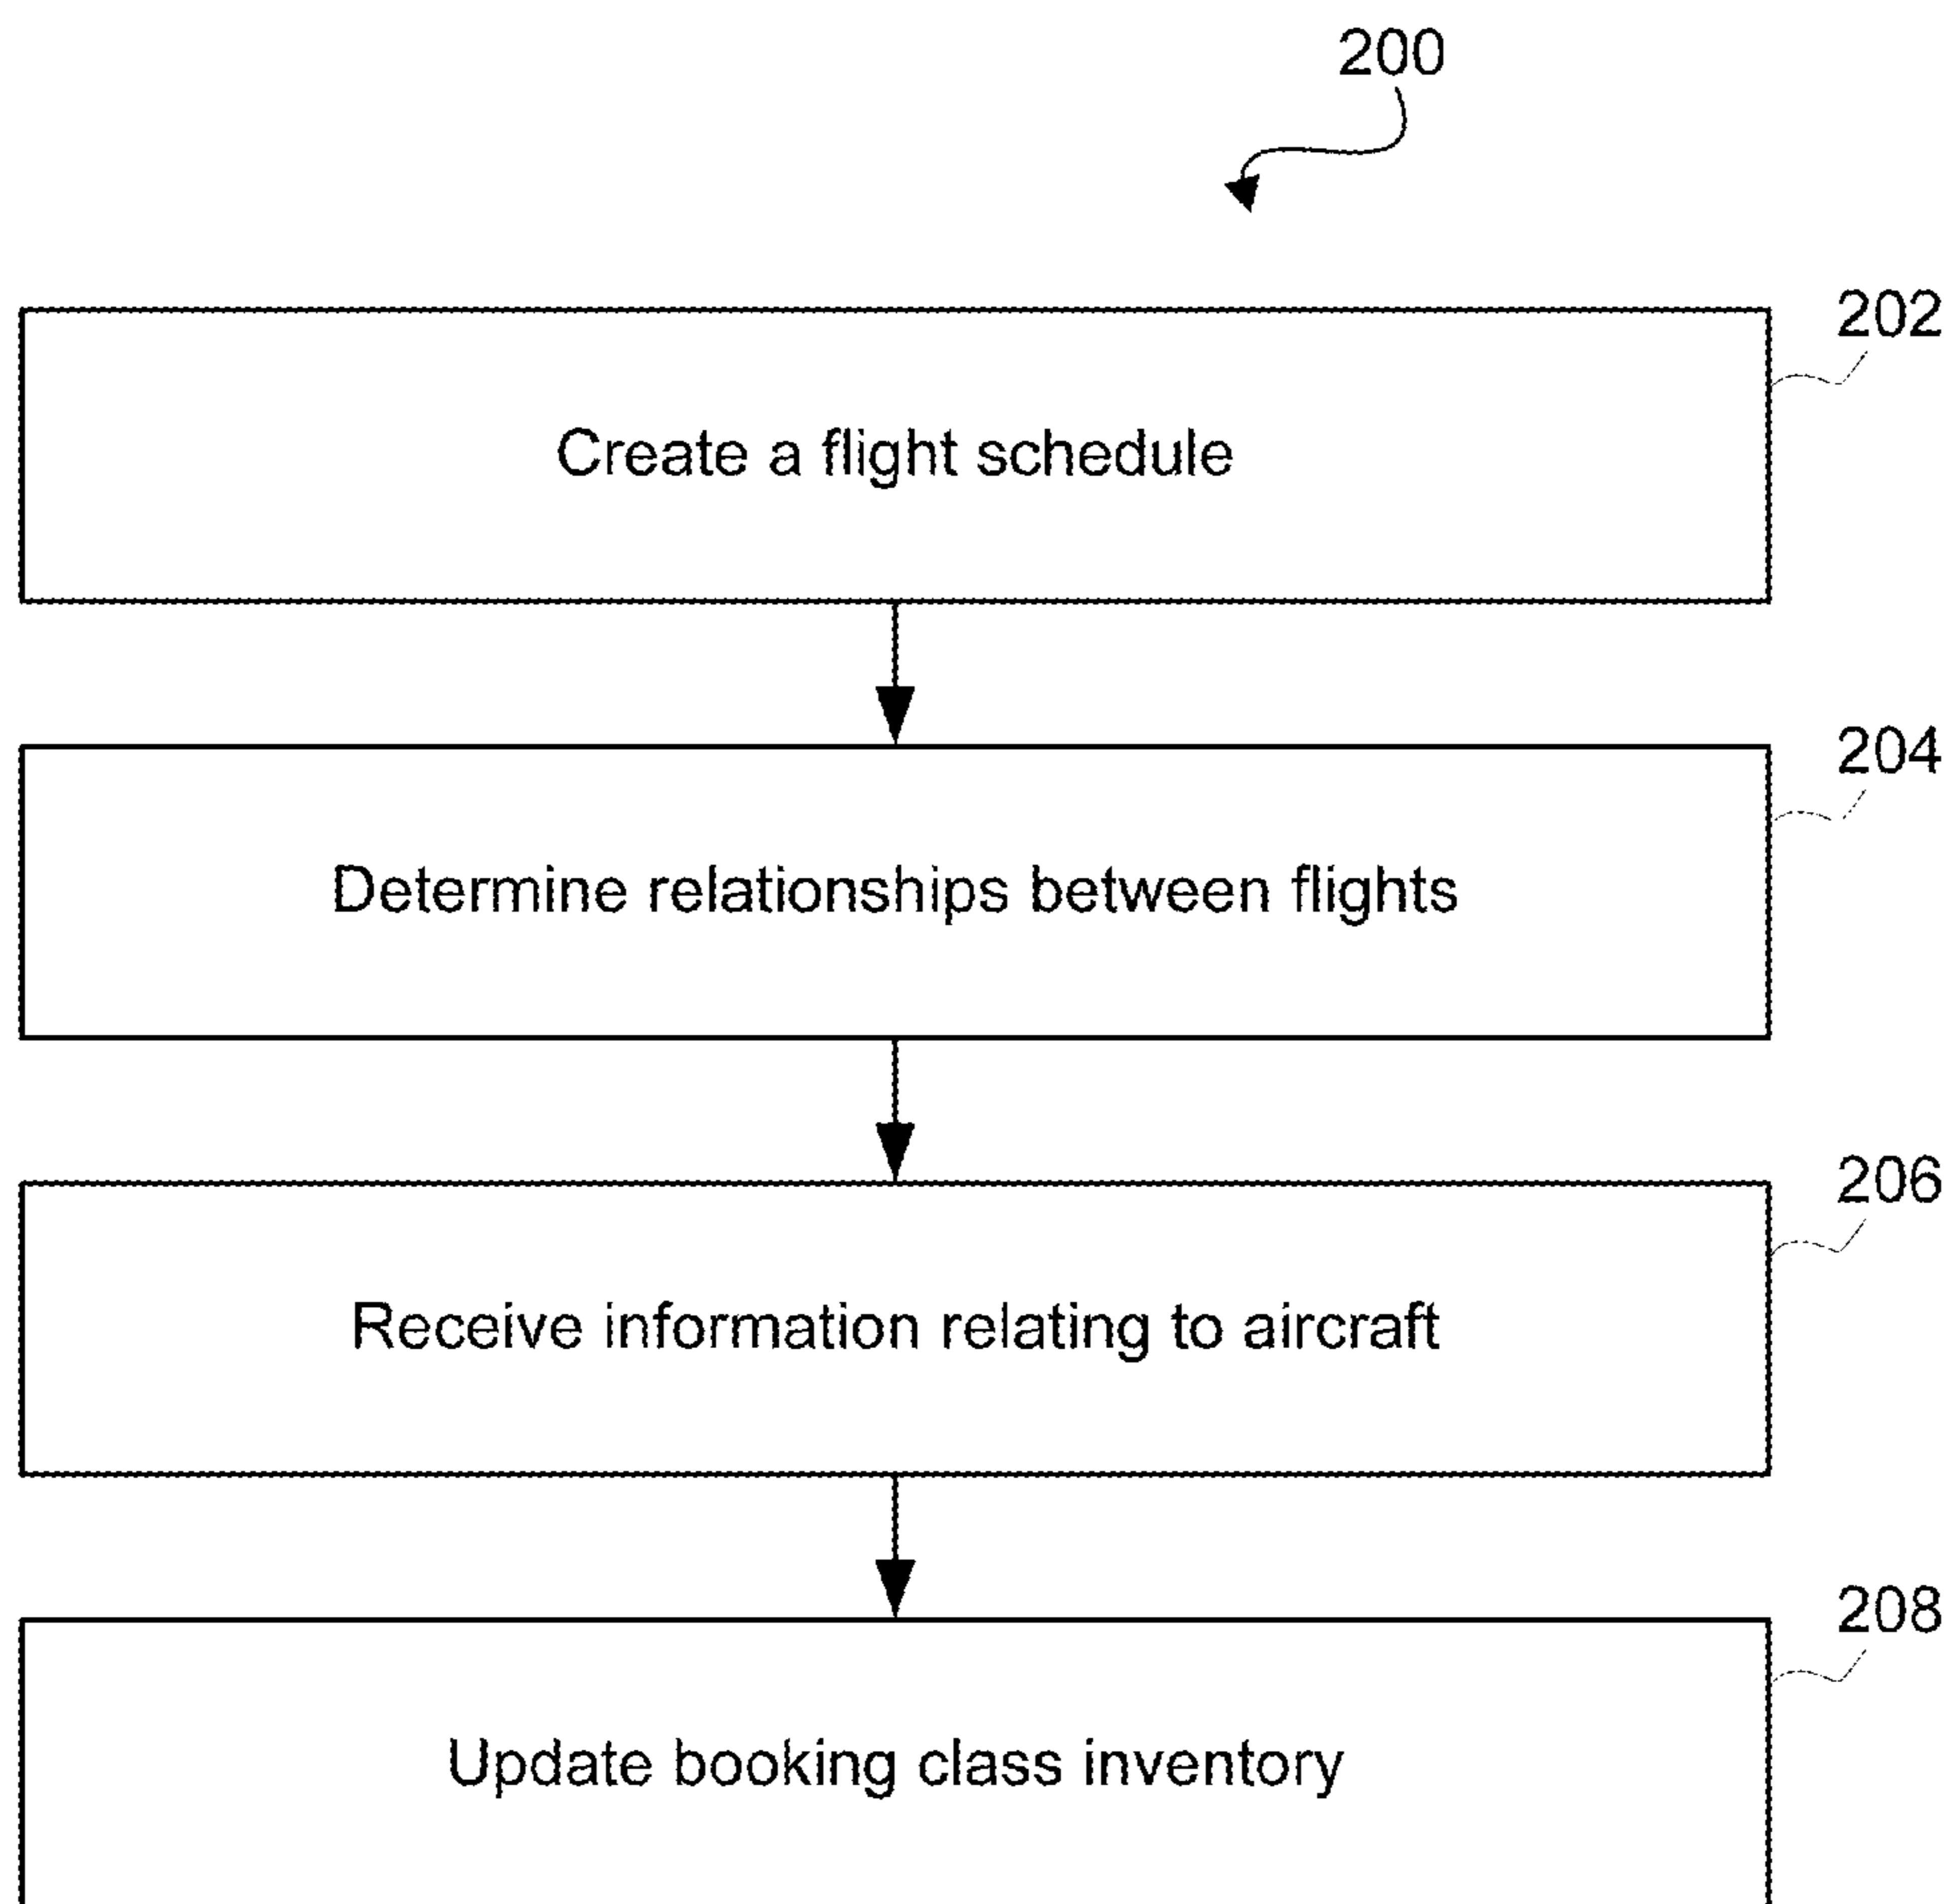 200
202
Create a flight schedule
204
Determine relationships between flights
206
Receive information relating to aircraft
208
Update booking class inventory